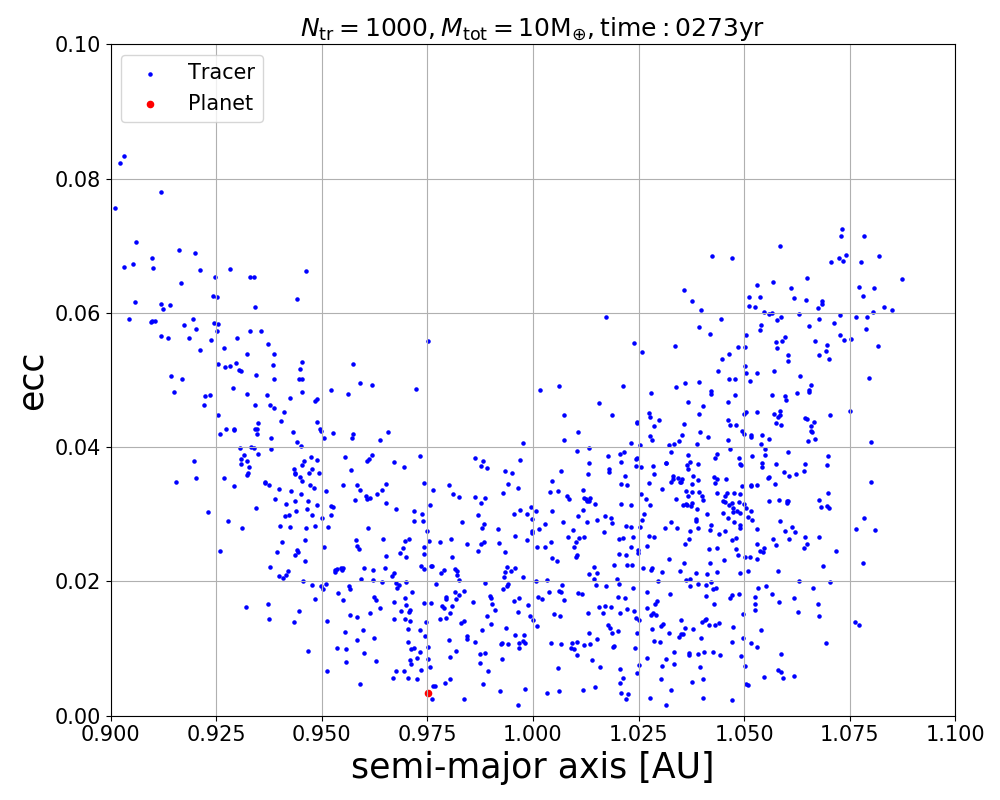 N_tr = 1000, M_tot = 10M_⊕, time : 0273yr
0.10
Tracer
Planet
0.08
0.06
ecc
0.04
0.02
0.00
0.900 0.925 0.950 0.975 1.000 1.025 1.050 1.075 1.100
semi-major axis [AU]